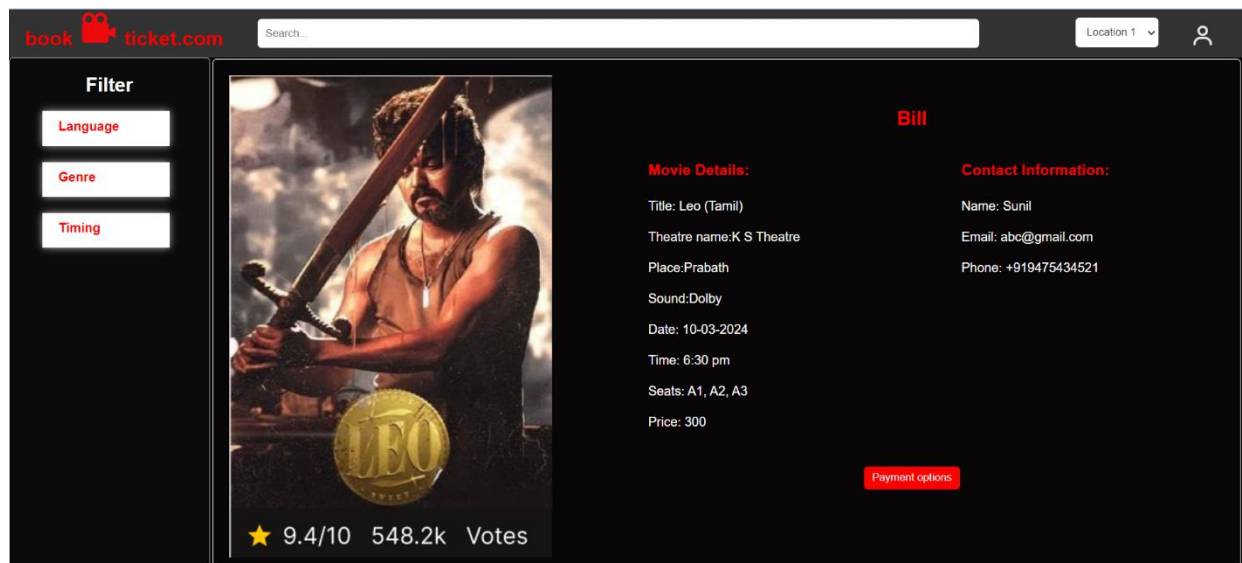 book ticket.com
Search...
Location 1
Filter
Language
Genre
Timing
LEO
SWEET
9.4/10 548.2k Votes
Bill
Movie Details:
Title: Leo (Tamil)
Theatre name:K S Theatre
Place:Prabath
Sound:Dolby
Date: 10-03-2024
Time: 6:30 pm
Seats: A1, A2, A3
Price: 300
Contact Information:
Name: Sunil
Email: abc@gmail.com
Phone: +919475434521
Payment options